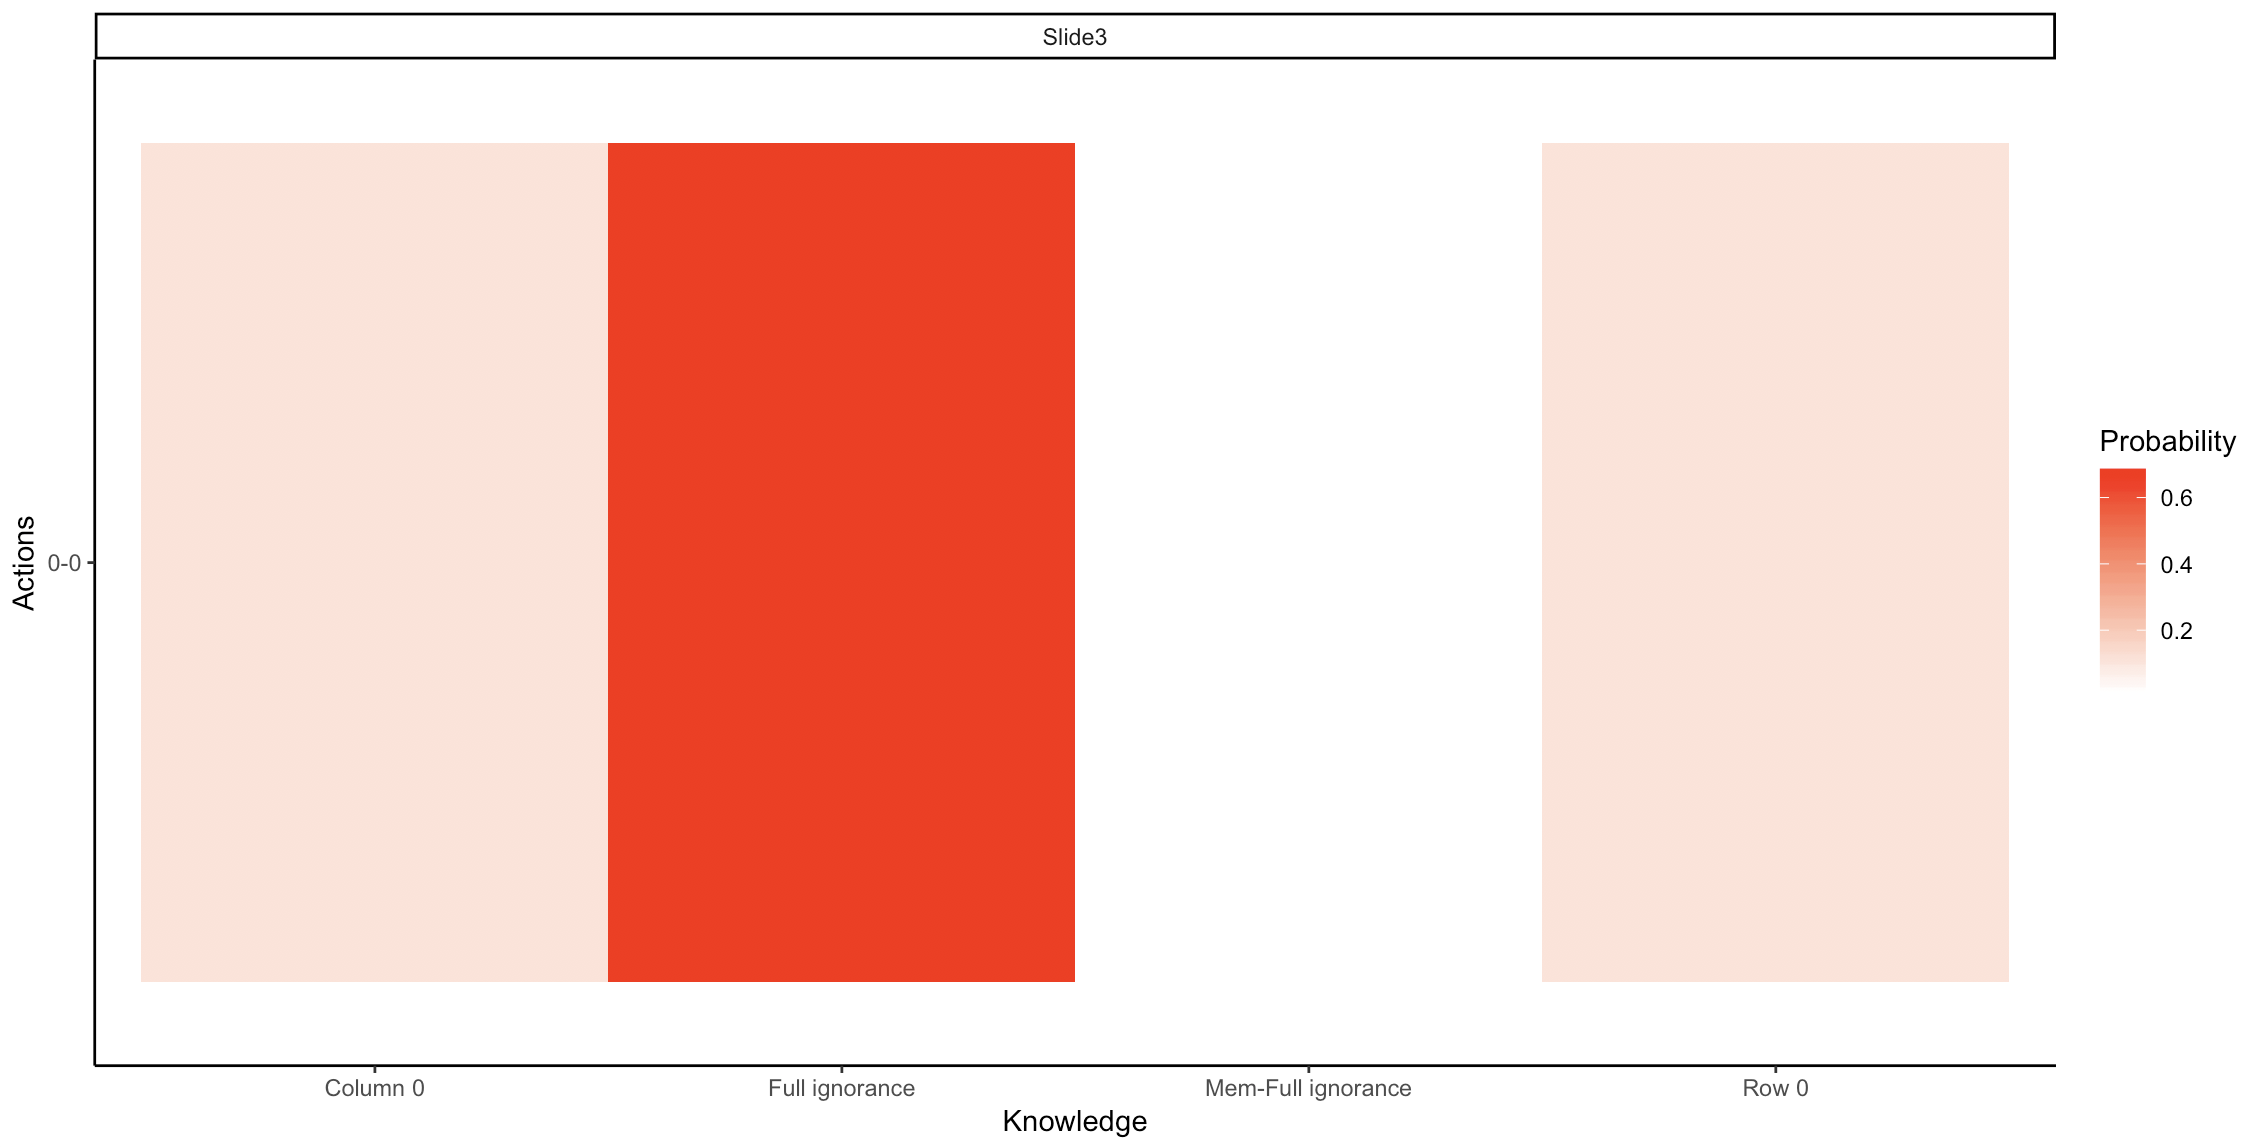 Slide3
Actions
0-0
Column 0
Full ignorance
Mem-Full ignorance
Row 0
Knowledge
Probability
0.6
0.4
0.2